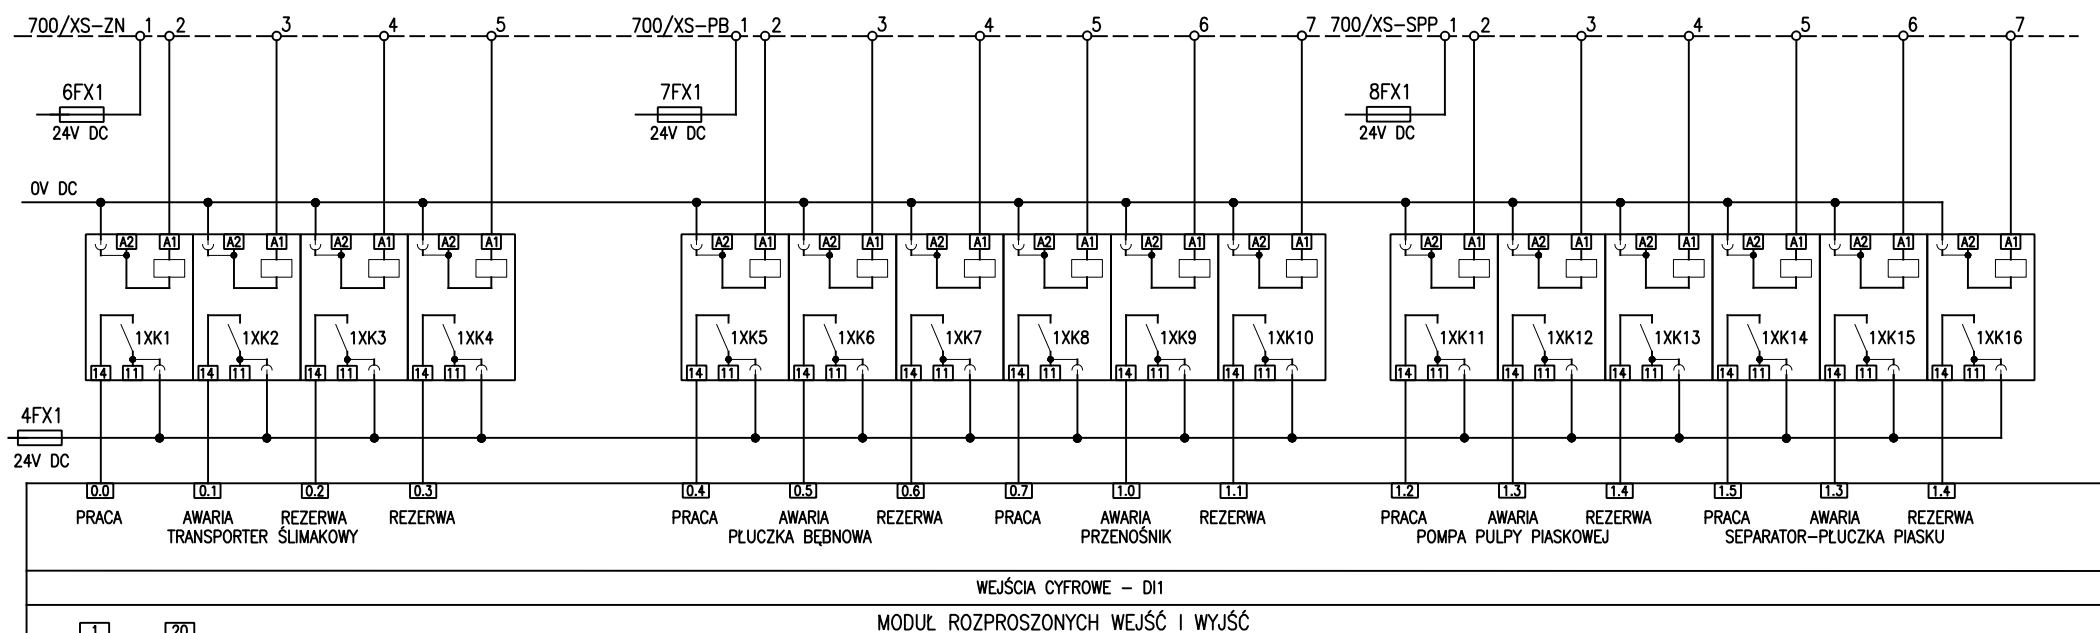 700/XS-ZN 1 2 3 4 5 700/XS-PB 1 2 3 4 5 6 7 700/XS-SPP 1 2 3 4 5 6 7
6FX1 7FX1 8FX1
24V DC 24V DC 24V DC
0V DC
A2 A1 A2 A1 A2 A1 A2 A1 A2 A1 A2 A1 A2 A1 A2 A1 A2 A1 A2 A1 A2 A1 A2 A1 A2 A1 A2 A1 A2 A1 A2 A1
1XK1 1XK2 1XK3 1XK4 1XK5 1XK6 1XK7 1XK8 1XK9 1XK10 1XK11 1XK12 1XK13 1XK14 1XK15 1XK16
14 11 14 11 14 11 14 11 14 11 14 11 14 11 14 11 14 11 14 11 14 11 14 11 14 11 14 11 14 11 14 11
4FX1
24V DC
0.0 0.1 0.2 0.3 0.4 0.5 0.6 0.7 1.0 1.1 1.2 1.3 1.4 1.5 1.3 1.4
PRACA AWARIA REZERWA REZERWA PRACA AWARIA REZERWA PRACA AWARIA REZERWA PRACA AWARIA REZERWA PRACA AWARIA REZERWA
TRANSPORTER ŚLIMAKOWY PŁUCZKA BĘBNOWA PRZENOŚNIK POMPA PULPY PIASKOWEJ SEPARATOR-PŁUCZKA PIASKU
WEJŚCIA CYFROWE - DI1
MODUŁ ROZPROSZONYCH WEJŚĆ I WYJŚĆ
1 20